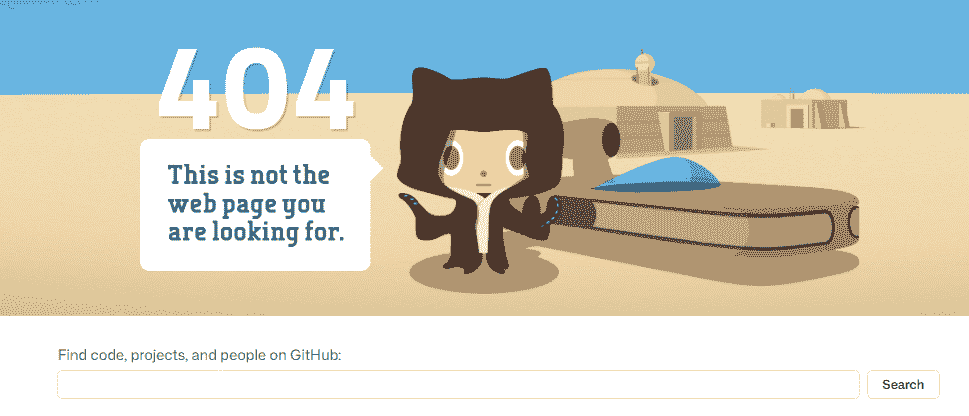 404
This is not the
web page you
are looking for.
Find code, projects, and people on GitHub:
Search